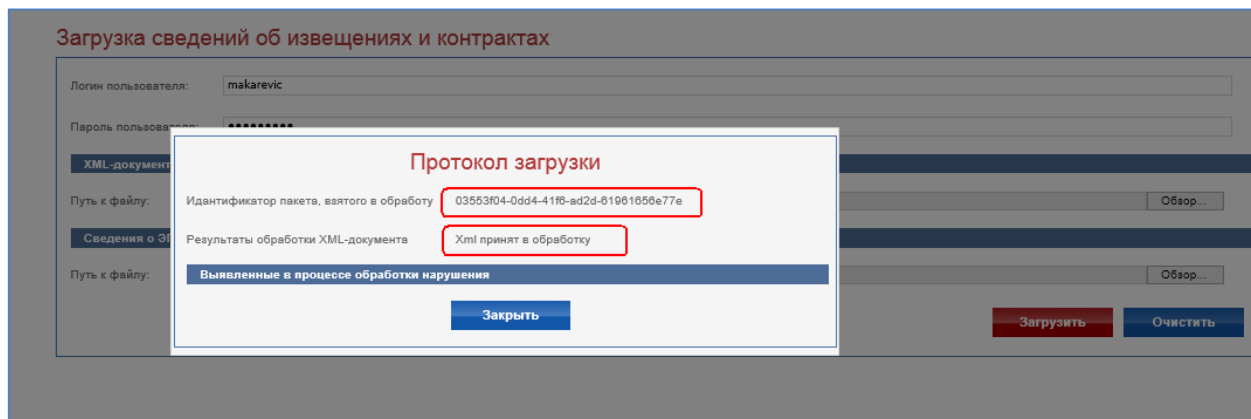 Загрузка сведений об извещениях и контрактах
Логин пользователя: makarevic
Пароль пользователя: •••••••••
Протокол загрузки
XML-документ
Идантификатор пакета, взятого в обработу 03553f04-0dd4-41f6-ad2d-61961656e77e
Путь к файлу: Обзор...
Результаты обработки XML-документа Xml принят в обработку
Сведения о
Выявленные в процессе обработки нарушения
Путь к файлу: Обзор...
Закрыть
Загрузить Очистить